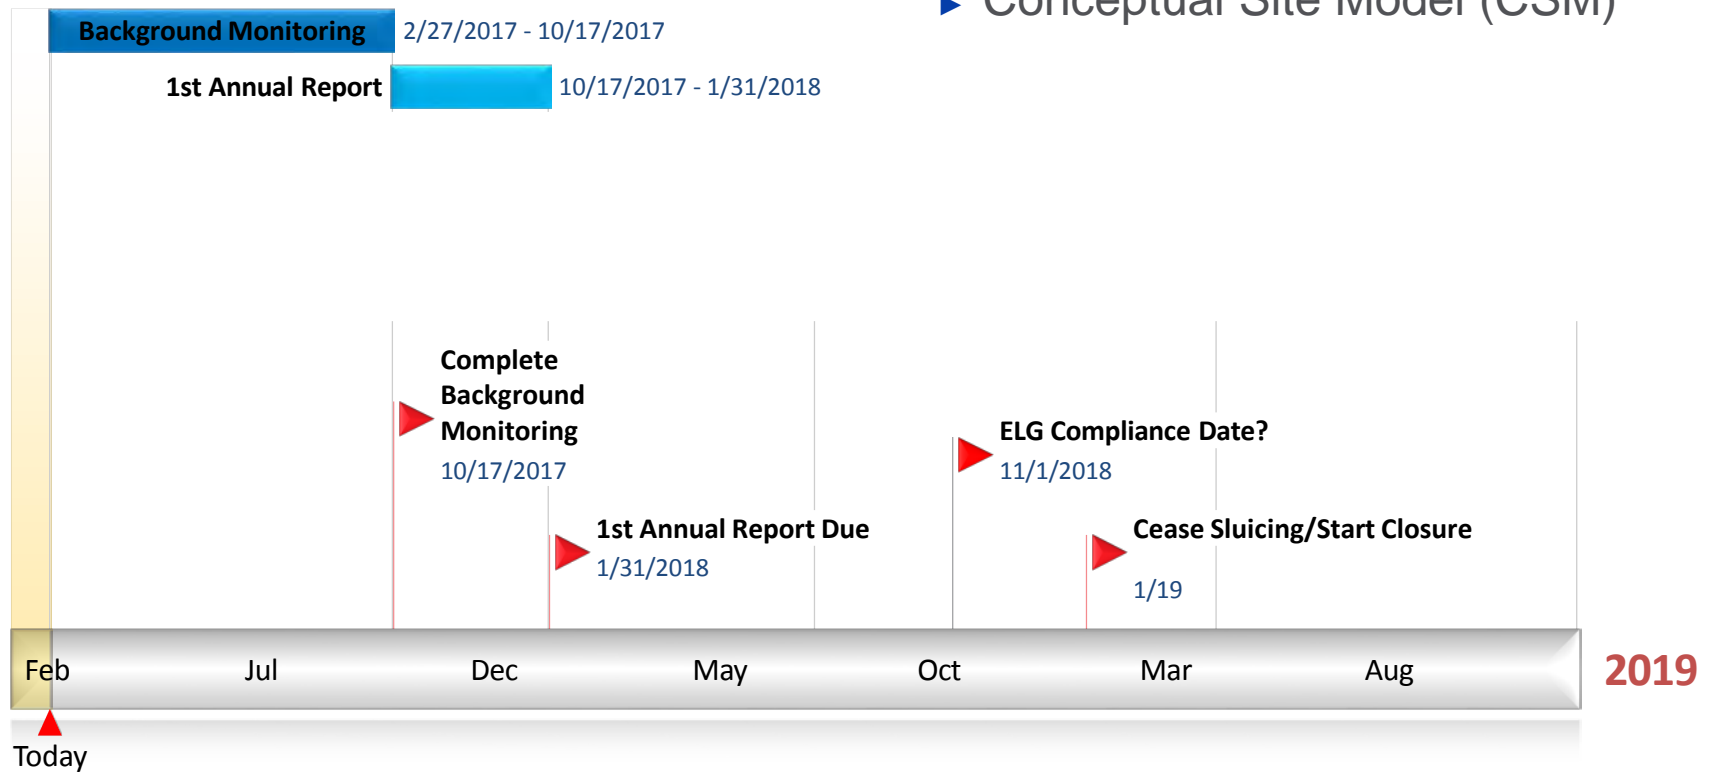 ► Conceptual Site Model (CSM)
Background Monitoring 2/27/2017 - 10/17/2017
1st Annual Report 10/17/2017 - 1/31/2018
Complete
Background
Monitoring
10/17/2017
ELG Compliance Date?
11/1/2018
1st Annual Report Due
1/31/2018
Cease Sluicing/Start Closure
1/19
Feb Jul Dec May Oct Mar Aug 2019
Today